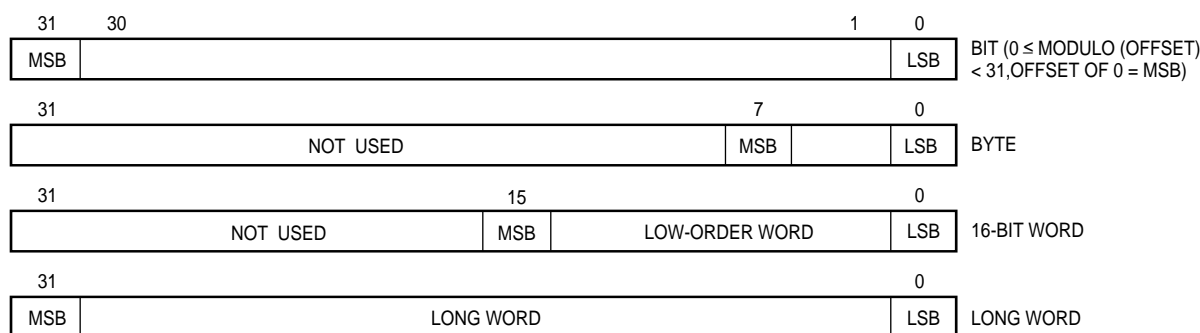 31 30 1 0
MSB LSB BIT (0 ≤ MODULO (OFFSET)
< 31,OFFSET OF 0 = MSB)
31 7 0
NOT USED MSB LSB BYTE
31 15 0
NOT USED MSB LOW-ORDER WORD LSB 16-BIT WORD
31 0
MSB LONG WORD LSB LONG WORD